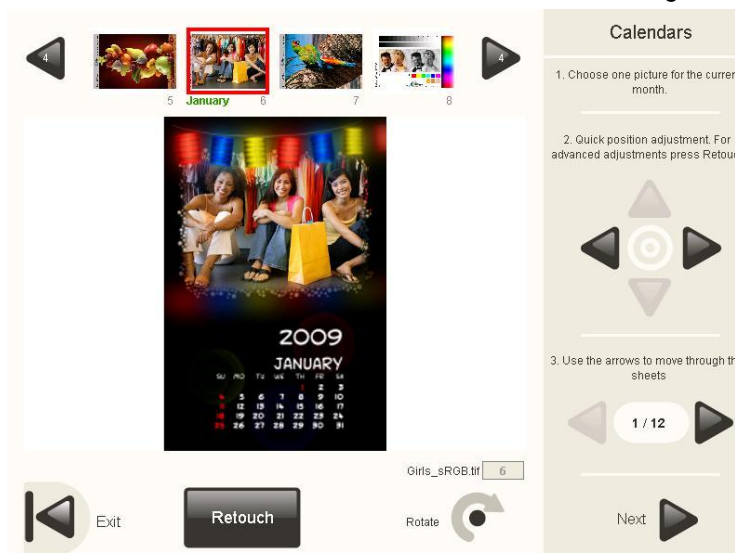 Calendars
4
4
5
January 6
7
8
1. Choose one picture for the curren
month.
2. Quick position adjustment. For
advanced adjustments press Retouc
2009
JANUARY
SU MO TU WE TH FR SA
1 2 3
4 5 6 7 8 9 10
11 12 13 14 15 16 17
18 19 20 21 22 23 24
25 26 27 28 29 30 31
3. Use the arrows to move through th
sheets
1 / 12
Girls_sRGB.tif 6
Exit
Retouch
Rotate
Next